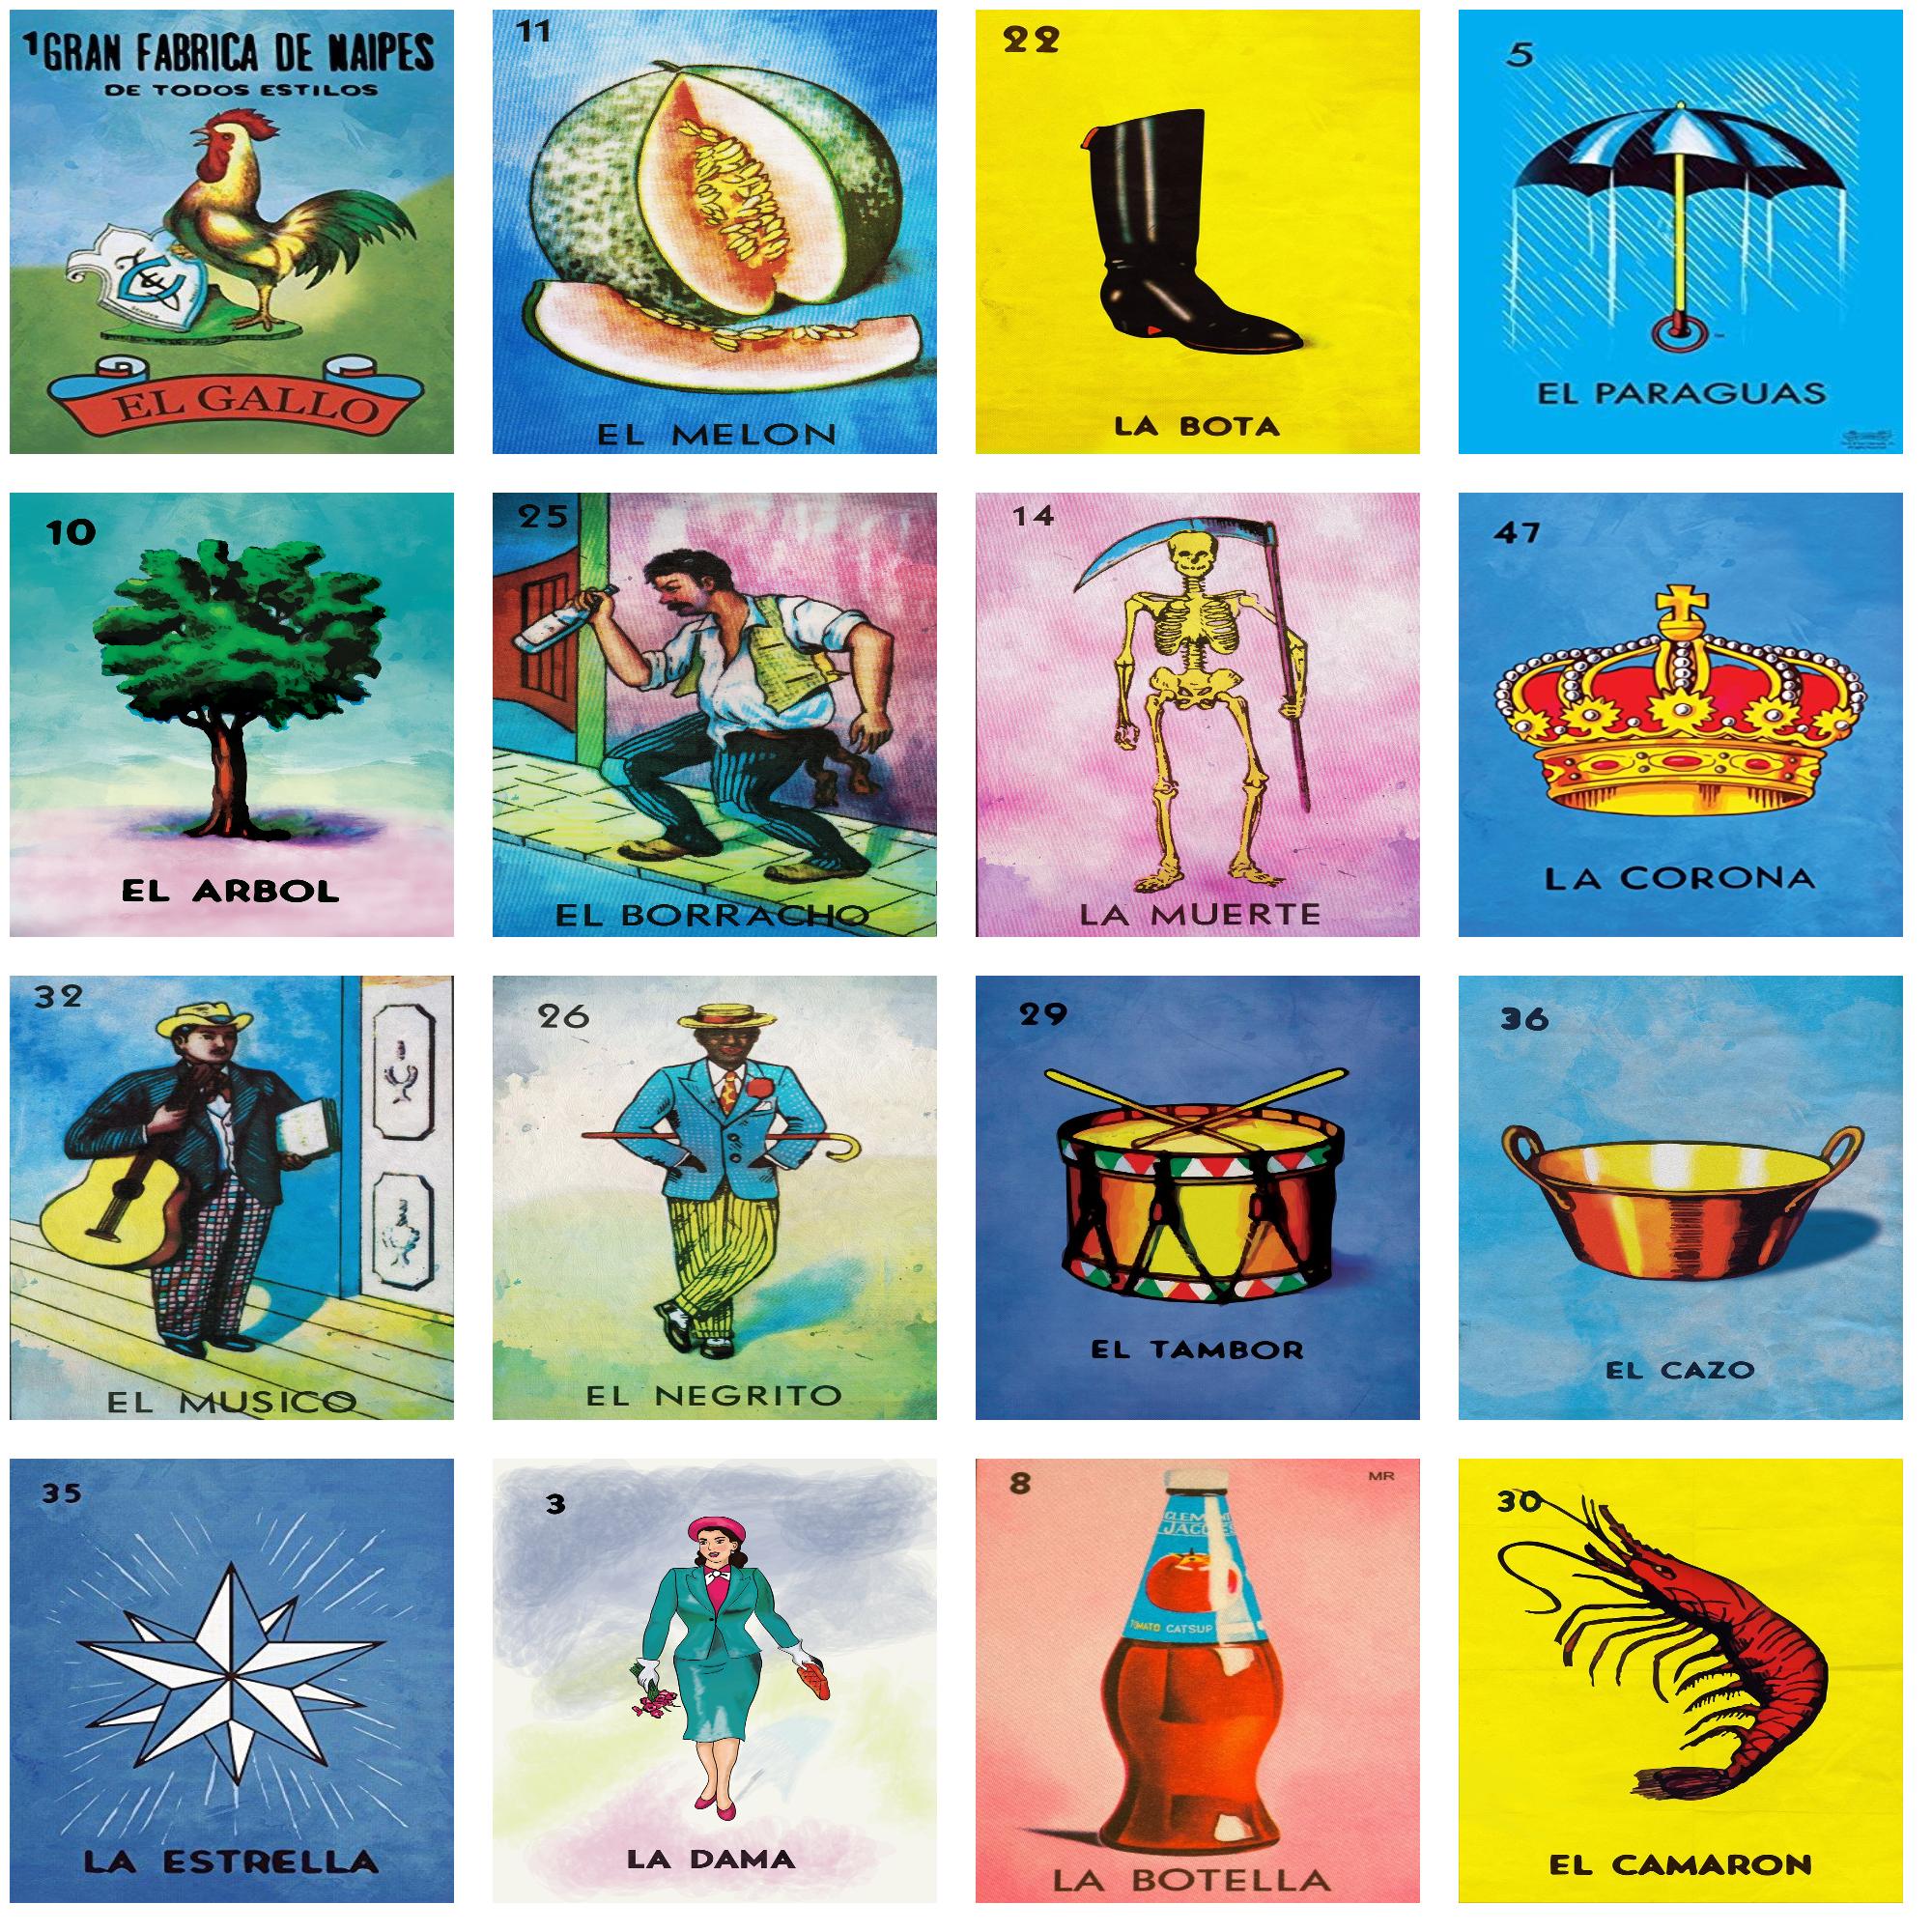 1 GRAN FABRICA DE NAIPES
DE TODOS ESTILOS
EL GALLO
11
EL MELON
22
LA BOTA
5
EL PARAGUAS
10
EL ARBOL
25
EL BORRACHO
14
LA MUERTE
47
LA CORONA
32
EL MUSICO
26
EL NEGRITO
29
EL TAMBOR
36
EL CAZO
35
LA ESTRELLA
3
LA DAMA
8
MR
TOMATO CATSUP
LA BOTELLA
30
EL CAMARON